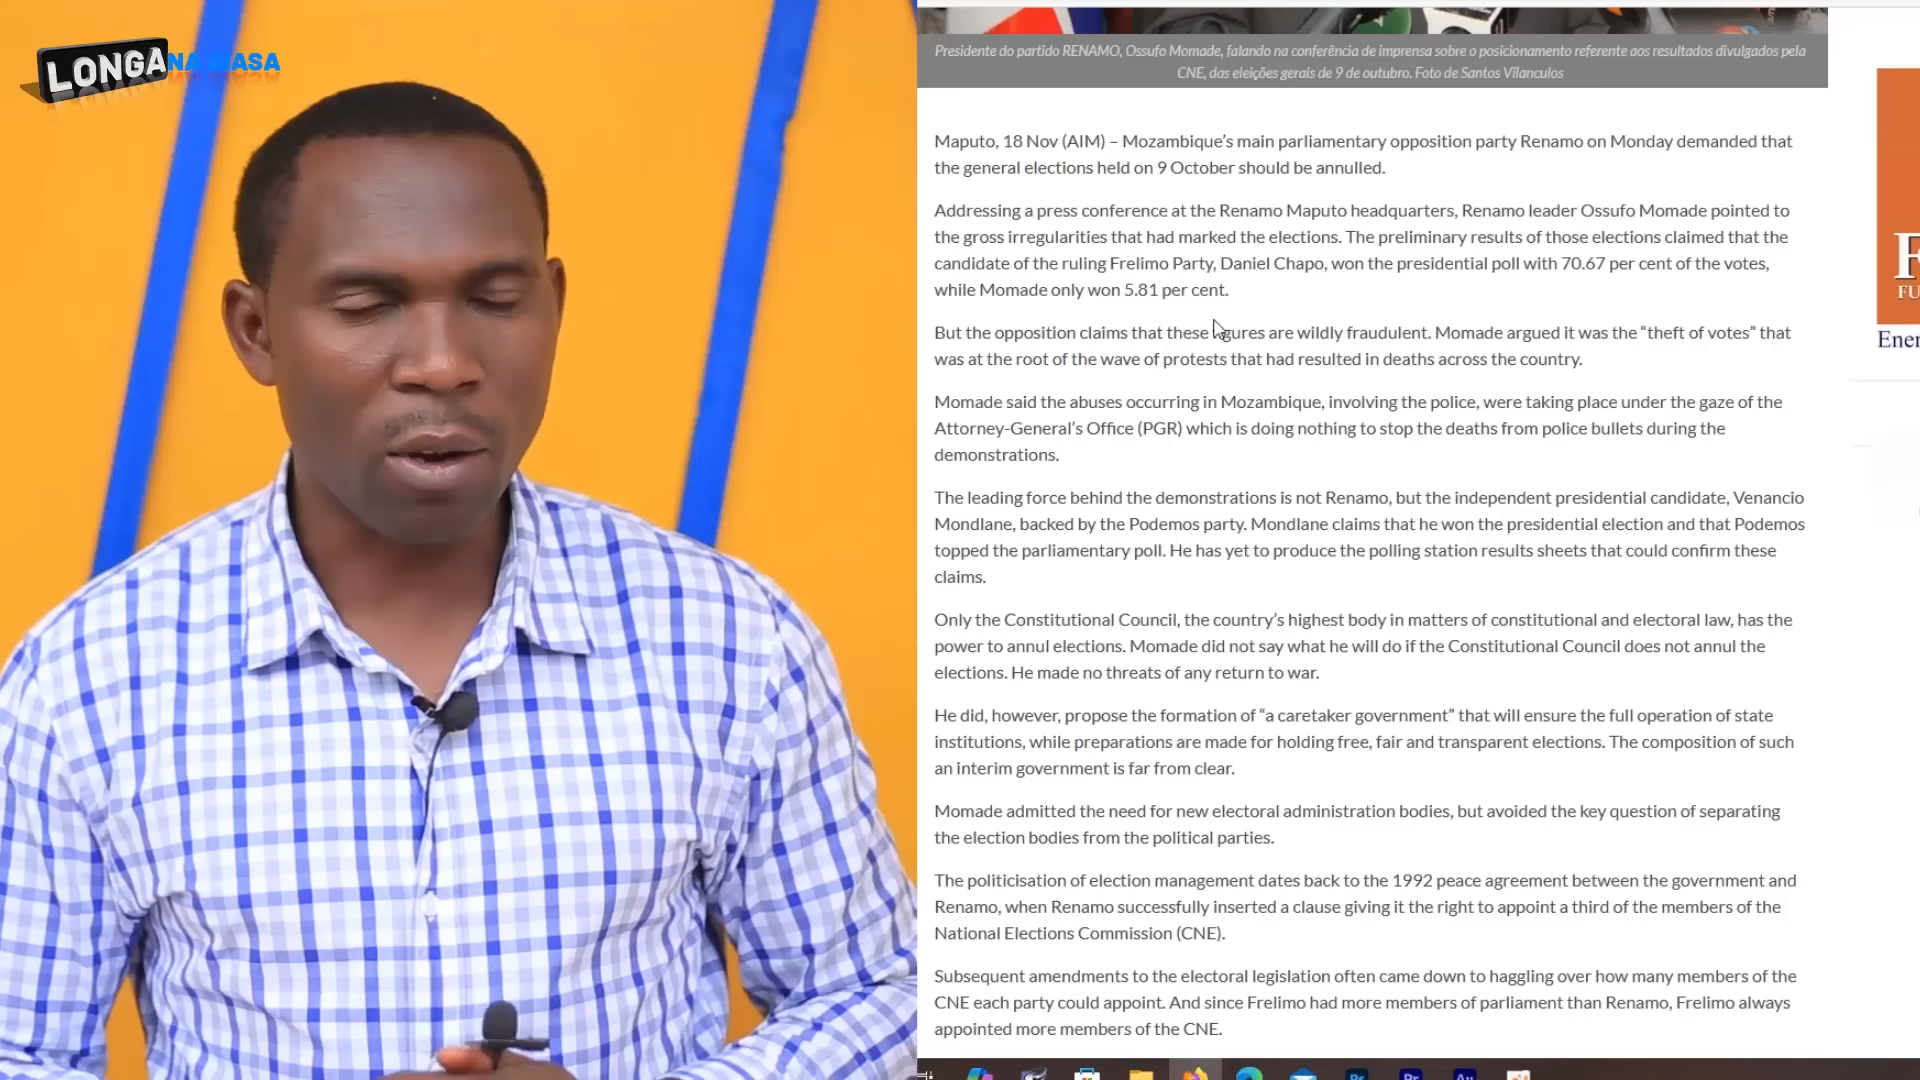 LONGA NA MASA
Presidente do partido RENAMO, Ossufo Momade, falando na conferência de imprensa sobre o posicionamento referente aos resultados divulgados pela
CNE, das eleições gerais de 9 de outubro. Foto de Santos Vilanculos
Maputo, 18 Nov (AIM) – Mozambique’s main parliamentary opposition party Renamo on Monday demanded that
the general elections held on 9 October should be annulled.
Addressing a press conference at the Renamo Maputo headquarters, Renamo leader Ossufo Momade pointed to
the gross irregularities that had marked the elections. The preliminary results of those elections claimed that the
candidate of the ruling Frelimo Party, Daniel Chapo, won the presidential poll with 70.67 per cent of the votes,
while Momade only won 5.81 per cent.
But the opposition claims that these figures are wildly fraudulent. Momade argued it was the “theft of votes” that
was at the root of the wave of protests that had resulted in deaths across the country.
Momade said the abuses occurring in Mozambique, involving the police, were taking place under the gaze of the
Attorney-General’s Office (PGR) which is doing nothing to stop the deaths from police bullets during the
demonstrations.
The leading force behind the demonstrations is not Renamo, but the independent presidential candidate, Venancio
Mondlane, backed by the Podemos party. Mondlane claims that he won the presidential election and that Podemos
topped the parliamentary poll. He has yet to produce the polling station results sheets that could confirm these
claims.
Only the Constitutional Council, the country’s highest body in matters of constitutional and electoral law, has the
power to annul elections. Momade did not say what he will do if the Constitutional Council does not annul the
elections. He made no threats of any return to war.
He did, however, propose the formation of “a caretaker government” that will ensure the full operation of state
institutions, while preparations are made for holding free, fair and transparent elections. The composition of such
an interim government is far from clear.
Momade admitted the need for new electoral administration bodies, but avoided the key question of separating
the election bodies from the political parties.
The politicisation of election management dates back to the 1992 peace agreement between the government and
Renamo, when Renamo successfully inserted a clause giving it the right to appoint a third of the members of the
National Elections Commission (CNE).
Subsequent amendments to the electoral legislation often came down to haggling over how many members of the
CNE each party could appoint. And since Frelimo had more members of parliament than Renamo, Frelimo always
appointed more members of the CNE.
F
FU
Ener